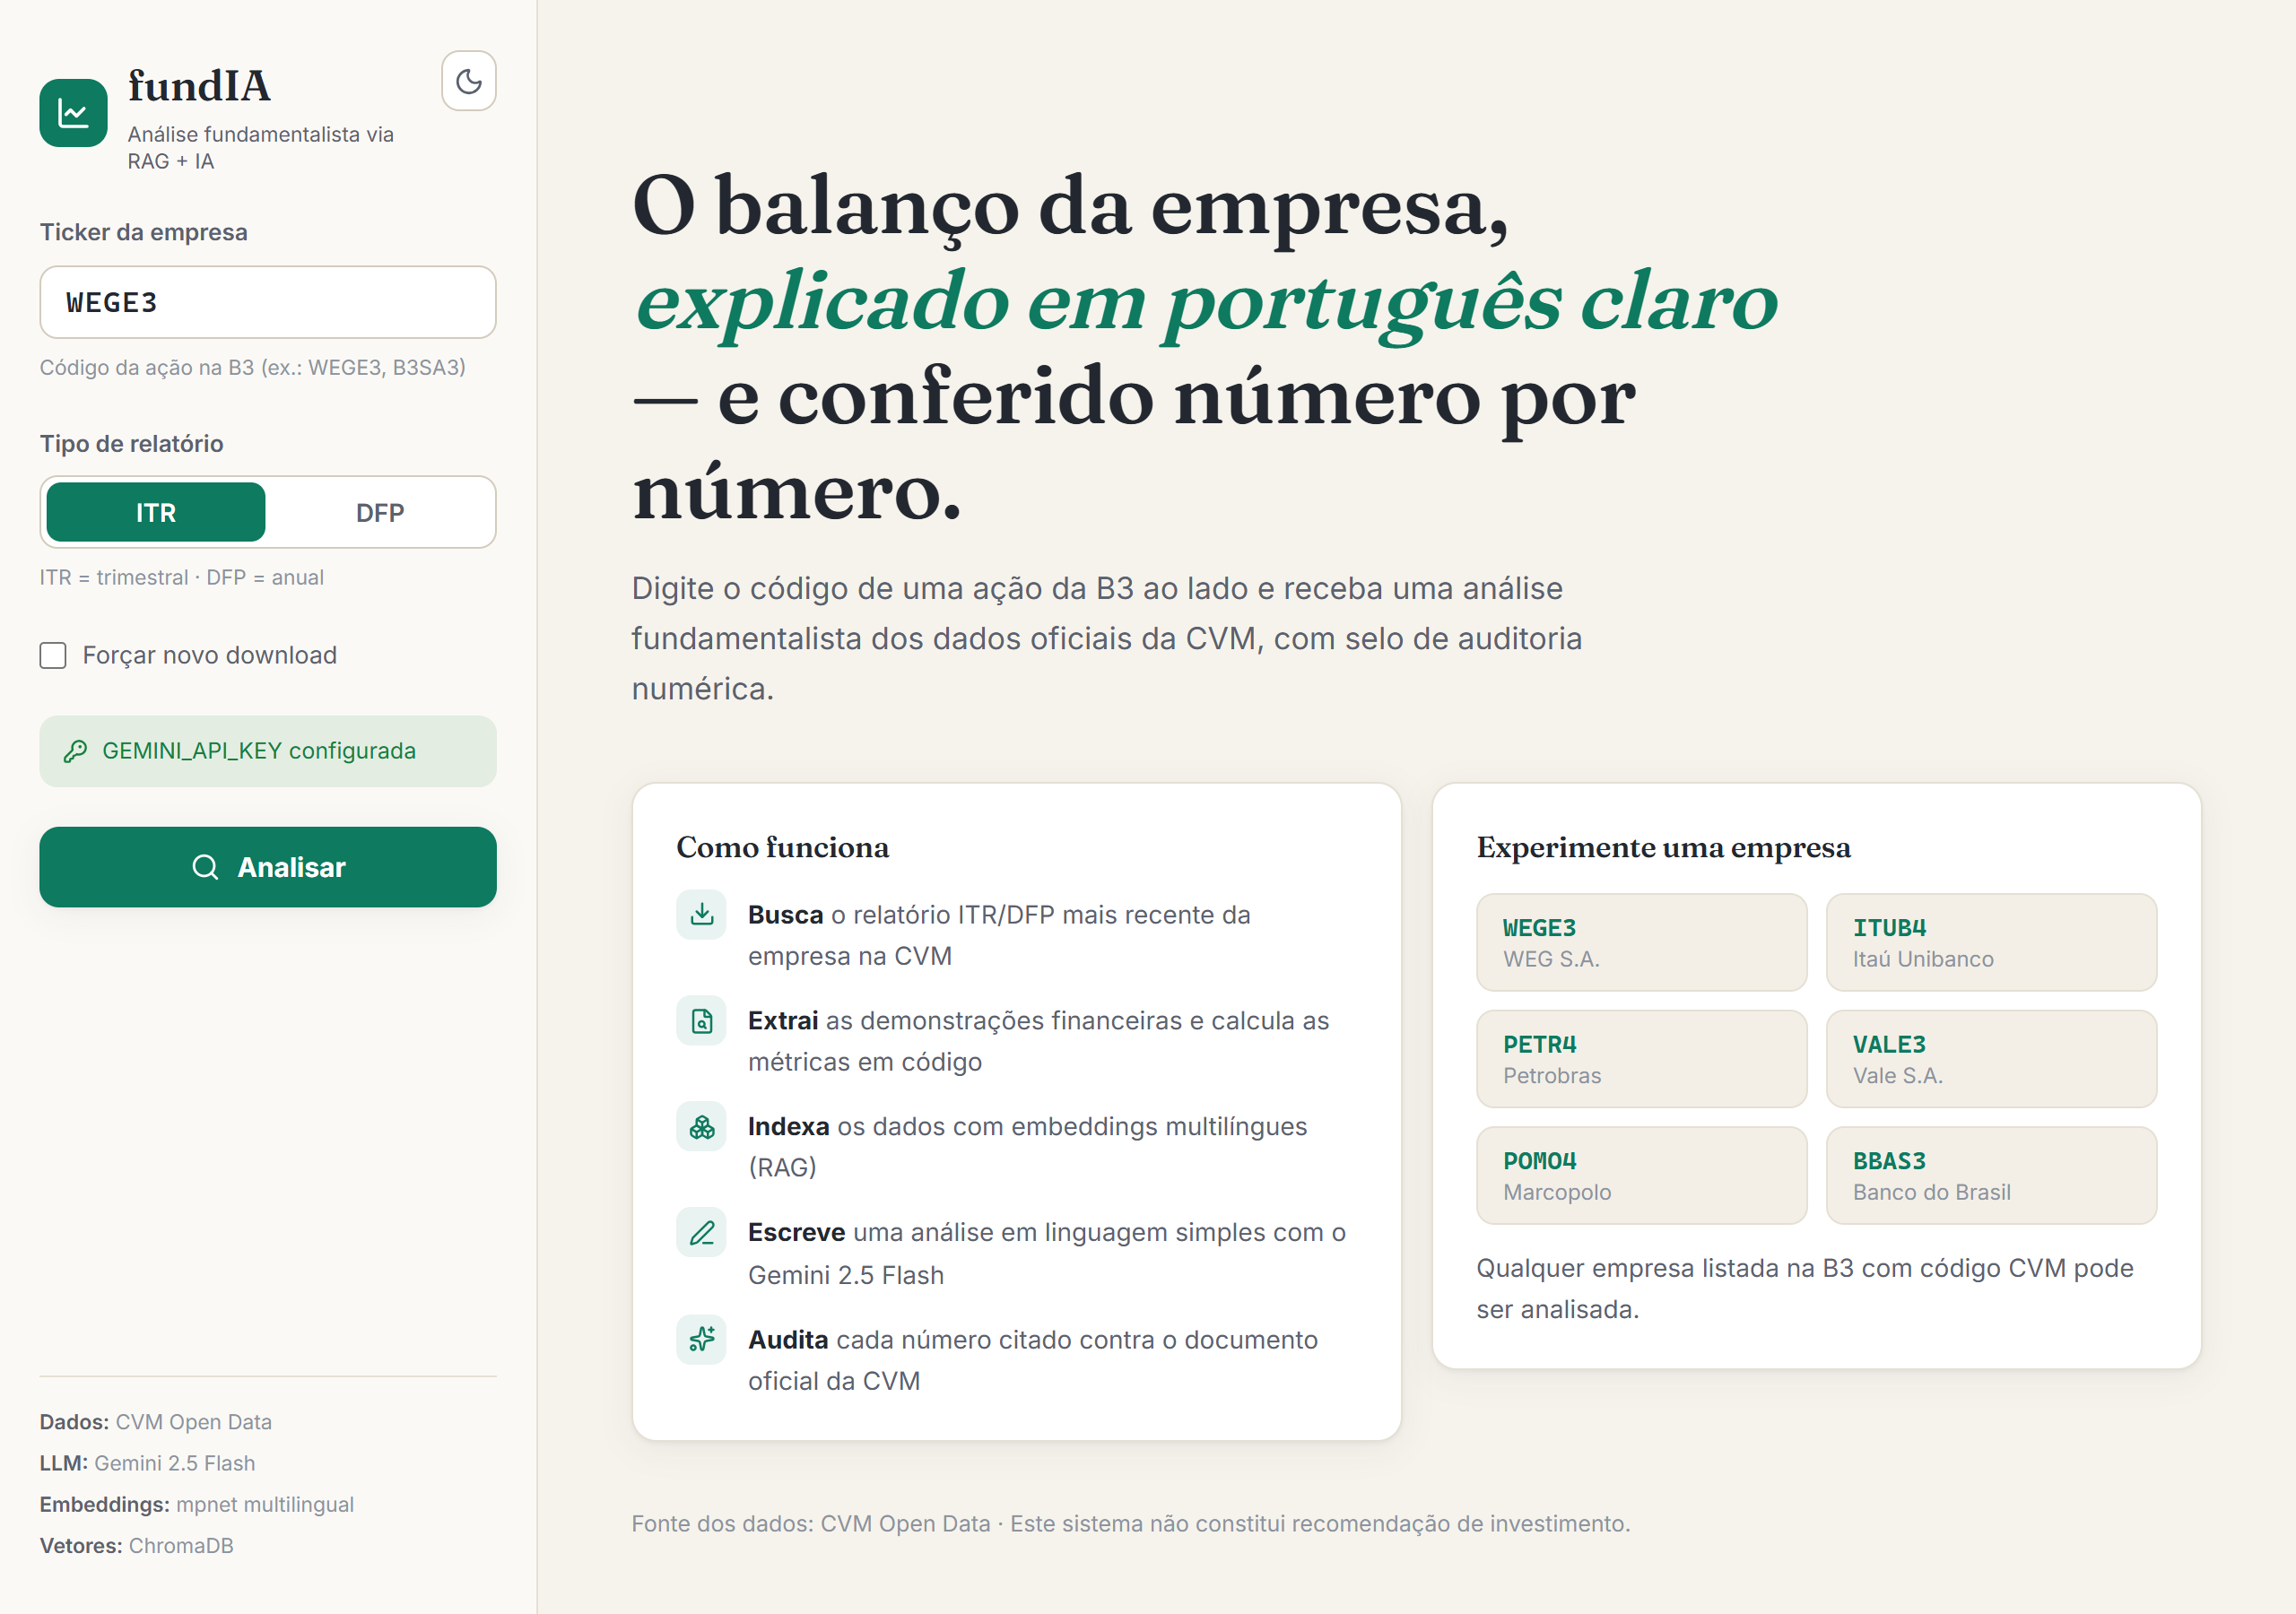 fundIA
Análise fundamentalista via
RAG + IA
Ticker da empresa
WEGE3
Código da ação na B3 (ex.: WEGE3, B3SA3)
Tipo de relatório
ITR
DFP
ITR = trimestral · DFP = anual
Forçar novo download
GEMINI_API_KEY configurada
Analisar
Dados: CVM Open Data
LLM: Gemini 2.5 Flash
Embeddings: mpnet multilingual
Vetores: ChromaDB
O balanço da empresa,
explicado em português claro
— e conferido número por
número.
Digite o código de uma ação da B3 ao lado e receba uma análise
fundamentalista dos dados oficiais da CVM, com selo de auditoria
numérica.
Como funciona
Busca o relatório ITR/DFP mais recente da
empresa na CVM
Extrai as demonstrações financeiras e calcula as
métricas em código
Indexa os dados com embeddings multilíngues
(RAG)
Escreve uma análise em linguagem simples com o
Gemini 2.5 Flash
Audita cada número citado contra o documento
oficial da CVM
Experimente uma empresa
WEGE3
WEG S.A.
ITUB4
Itaú Unibanco
PETR4
Petrobras
VALE3
Vale S.A.
POMO4
Marcopolo
BBAS3
Banco do Brasil
Qualquer empresa listada na B3 com código CVM pode
ser analisada.
Fonte dos dados: CVM Open Data · Este sistema não constitui recomendação de investimento.